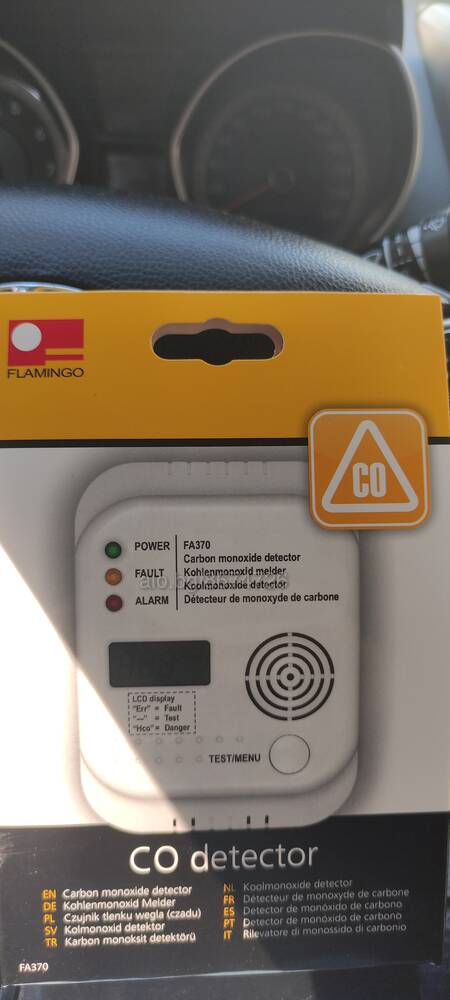 FLAMINGO
CO
POWER
FAULT
ALARM
FA370
Carbon monoxide detector
Kohlenmonoxid melder
Koolmonoxide detector
Détecteur de monoxyde de carbone
LCD display
"Err" = Fault
"---" = Test
"Hco" = Danger
TEST/MENU
CO detector
EN Carbon monoxide detector
DE Kohlenmonoxid Melder
PL Czujnik tlenku wegla (czadu)
SV Kolmonoxid detektor
TR Karbon monoksit detektörü
NL Koolmonoxide detector
FR Détecteur de monoxyde de carbone
ES Detector de monóxido de carbono
PT Detector de monóxido de carbono
IT Rilevatore di monossido di carbonio
FA370